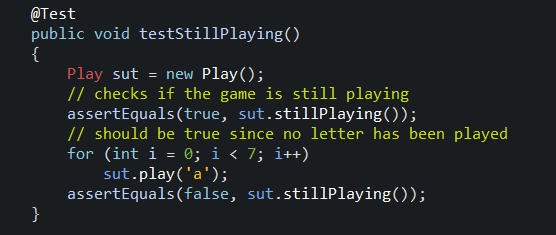 @Test
public void testStillPlaying()
{
    Play sut = new Play();
    // checks if the game is still playing
    assertEquals(true, sut.stillPlaying());
    // should be true since no letter has been played
    for (int i = 0; i < 7; i++)
        sut.play('a');
    assertEquals(false, sut.stillPlaying());
}